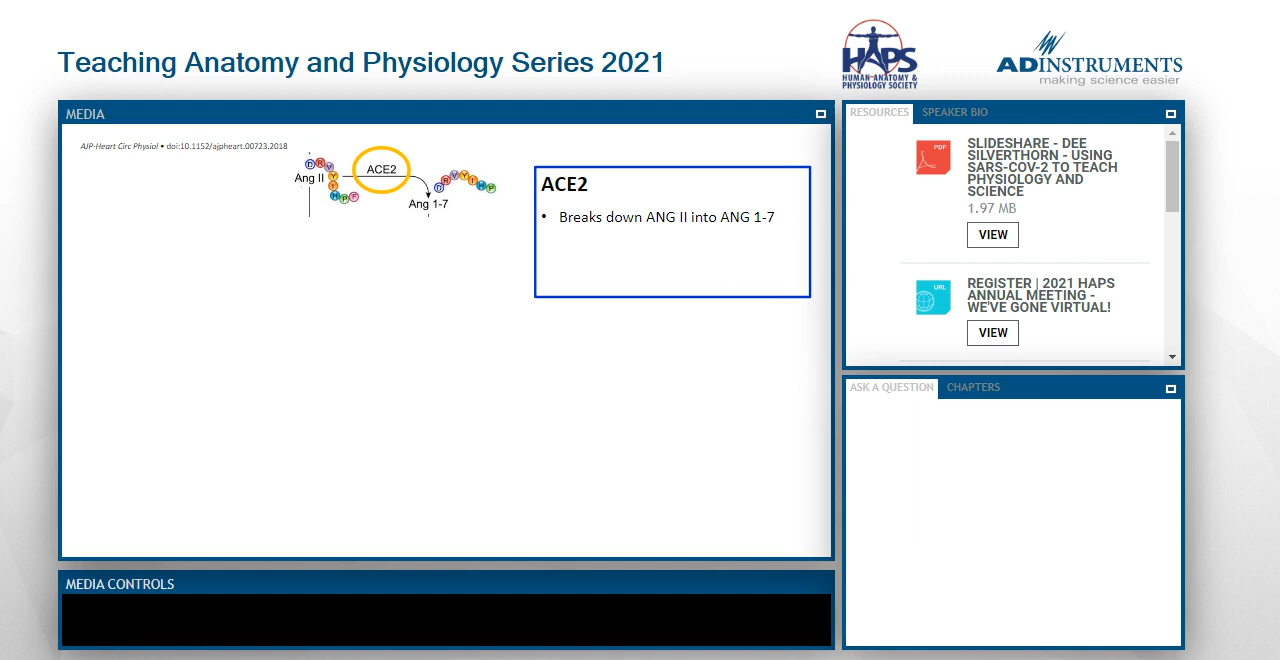 Teaching Anatomy and Physiology Series 2021
HAPS
HUMAN ANATOMY &
PHYSIOLOGY SOCIETY
ADINSTRUMENTS
making science easier
MEDIA
AJP-Heart Circ Physiol • doi:10.1152/ajpheart.00723.2018
D R V Y I H P F
Ang II
ACE2
D R V Y I H P
Ang 1-7
ACE2
• Breaks down ANG II into ANG 1-7
MEDIA CONTROLS
RESOURCES SPEAKER BIO
PDF
SLIDESHARE - DEE
SILVERTHORN - USING
SARS-COV-2 TO TEACH
PHYSIOLOGY AND
SCIENCE
1.97 MB
VIEW
URL
REGISTER | 2021 HAPS
ANNUAL MEETING -
WE'VE GONE VIRTUAL!
VIEW
ASK A QUESTION CHAPTERS